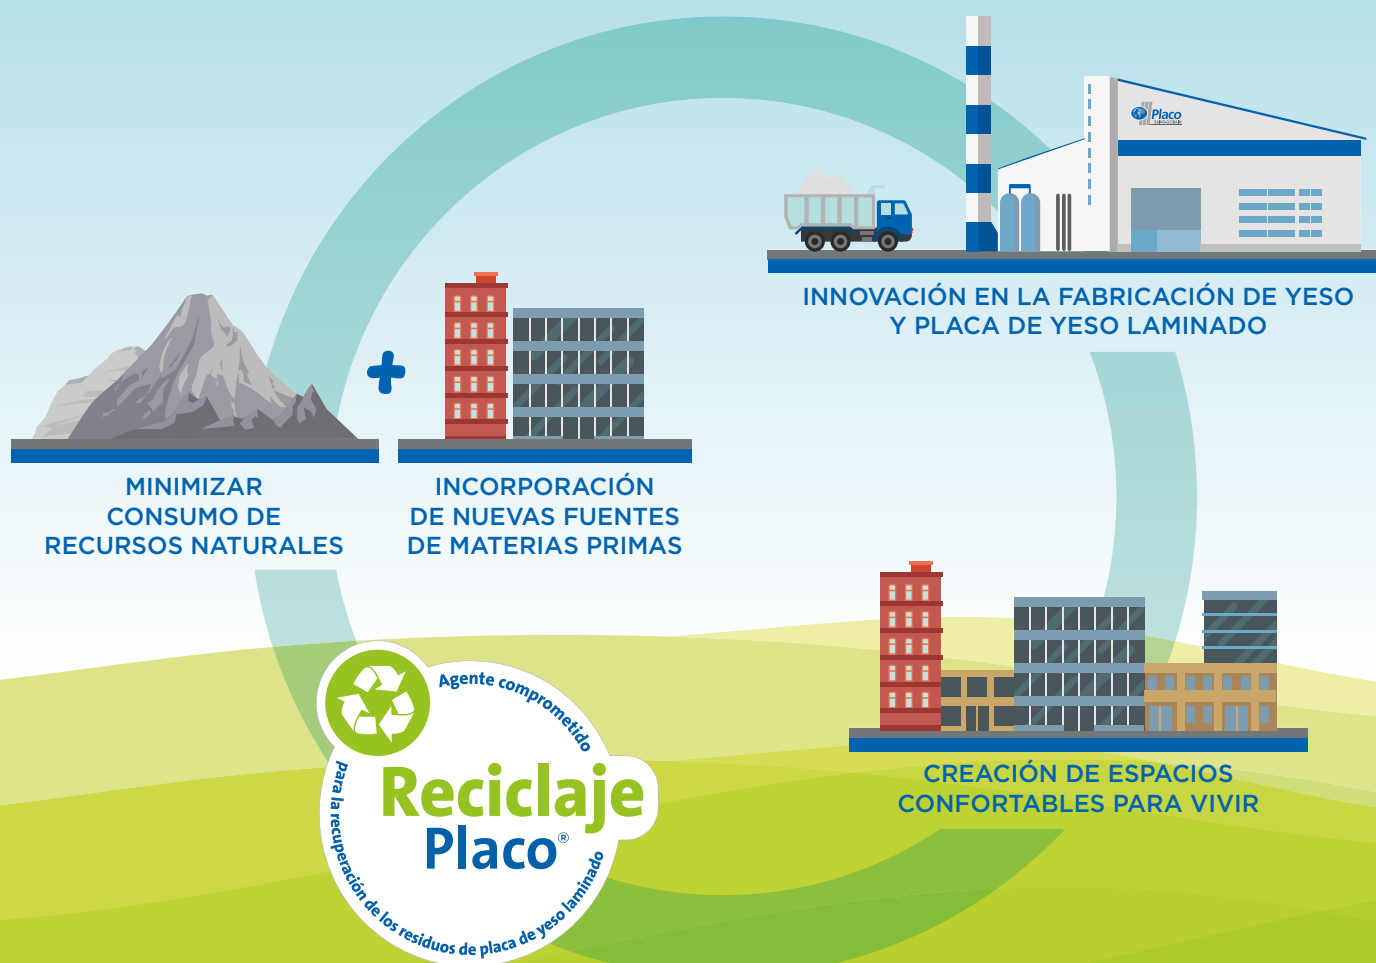 Placo
SAINT-GOBAIN
INNOVACIÓN EN LA FABRICACIÓN DE YESO
Y PLACA DE YESO LAMINADO
MINIMIZAR
CONSUMO DE
RECURSOS NATURALES
INCORPORACIÓN
DE NUEVAS FUENTES
DE MATERIAS PRIMAS
CREACIÓN DE ESPACIOS
CONFORTABLES PARA VIVIR
Agente comprometido
Reciclaje
Placo®
para la recuperación de los residuos de placa de yeso laminado